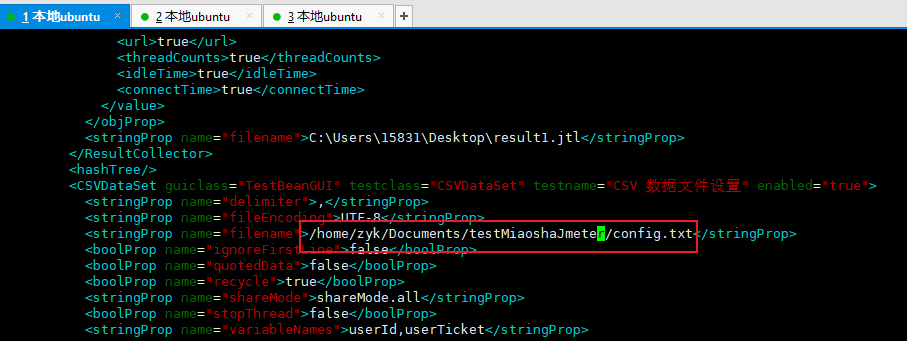 1 本地ubuntu × 2 本地ubuntu × 3 本地ubuntu × +
<url>true</url>
<threadCounts>true</threadCounts>
<idleTime>true</idleTime>
<connectTime>true</connectTime>
</value>
</objProp>
<stringProp name="filename">C:\Users\15831\Desktop\result1.jtl</stringProp>
</ResultCollector>
<hashTree/>
<CSVDataSet guiclass="TestBeanGUI" testclass="CSVDataSet" testname="CSV 数据文件设置" enabled="true">
<stringProp name="delimiter">,</stringProp>
<stringProp name="fileEncoding">UTF-8</stringProp>
<stringProp name="filename">/home/zyk/Documents/testMiaoshaJmeter/config.txt</stringProp>
<boolProp name="ignoreFirstLine">false</boolProp>
<boolProp name="quotedData">false</boolProp>
<boolProp name="recycle">true</boolProp>
<stringProp name="shareMode">shareMode.all</stringProp>
<boolProp name="stopThread">false</boolProp>
<stringProp name="variableNames">userId,userTicket</stringProp>